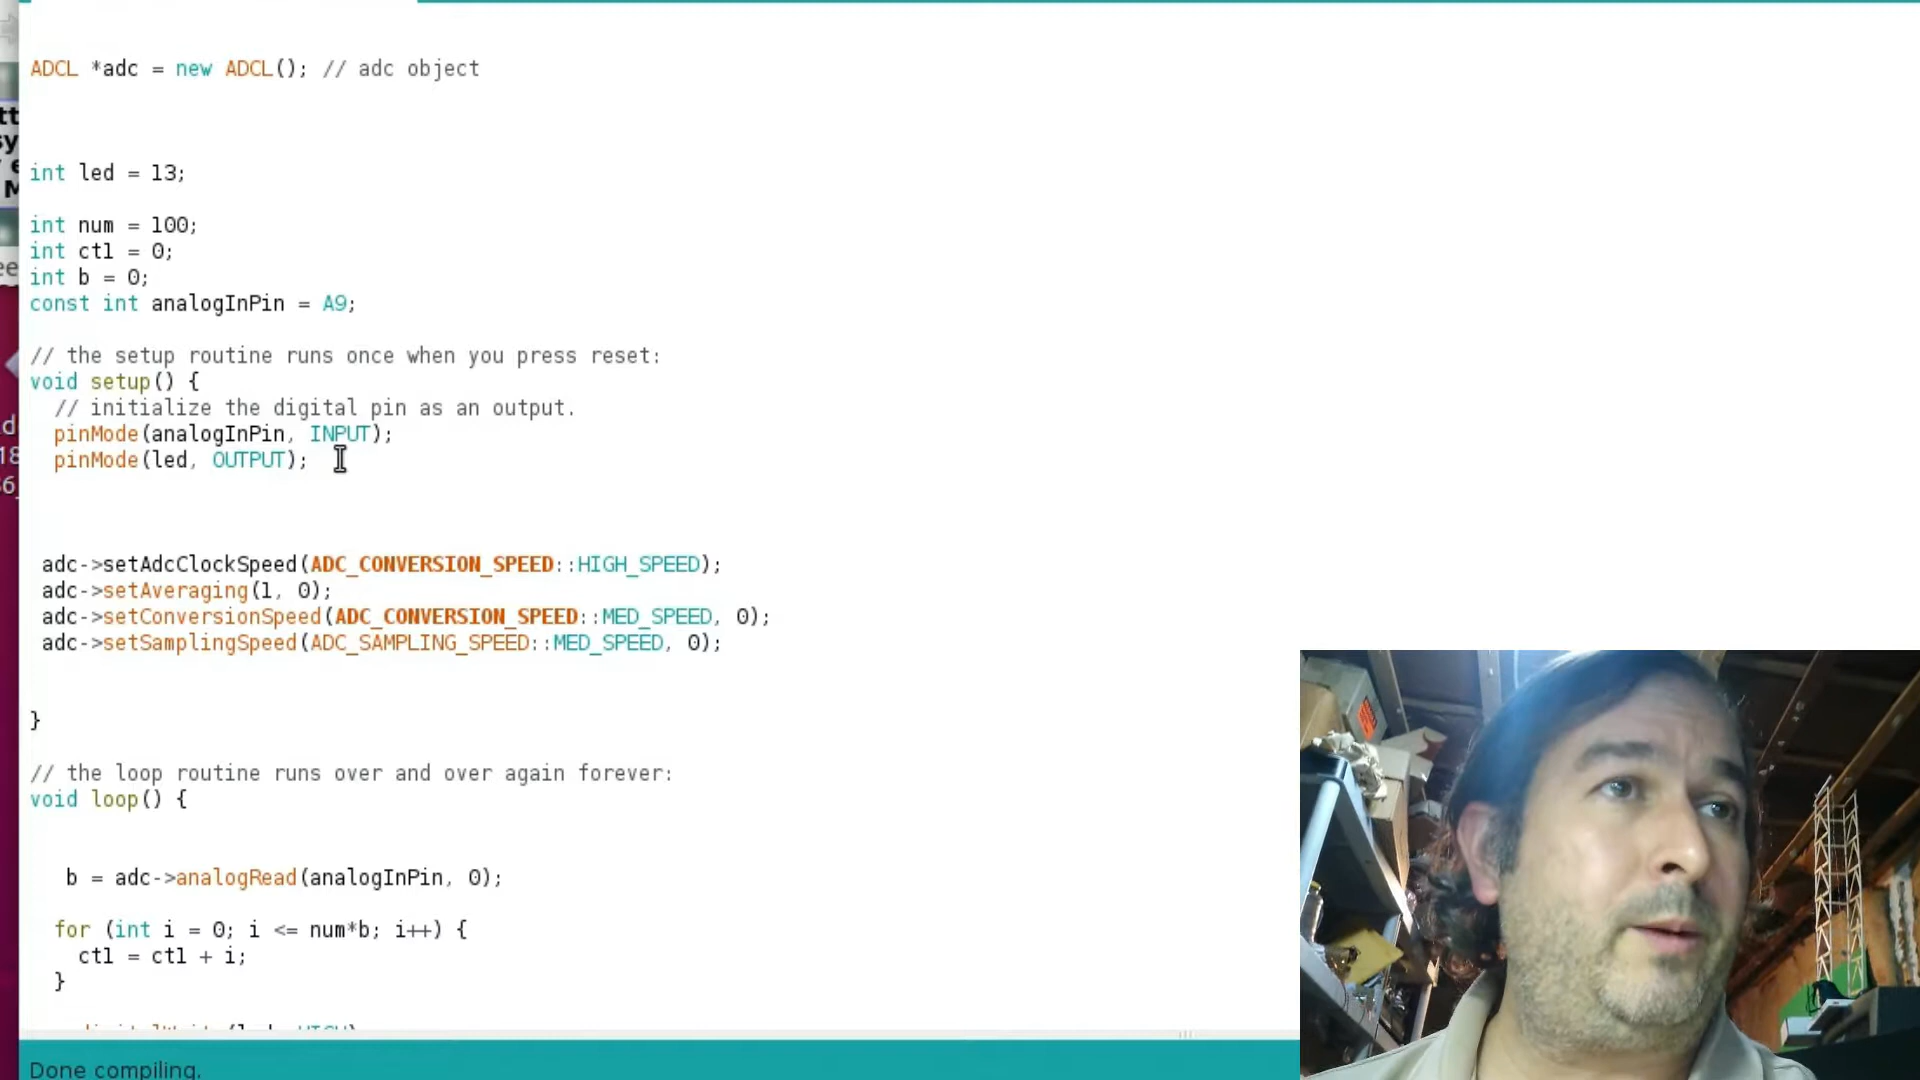 ADCL *adc = new ADCL(); // adc object
int led = 13;
int num = 100;
int ctl = 0;
int b = 0;
const int analogInPin = A9;
// the setup routine runs once when you press reset:
void setup() {
// initialize the digital pin as an output.
pinMode(analogInPin, INPUT);
pinMode(led, OUTPUT);
adc->setAdcClockSpeed(ADC_CONVERSION_SPEED::HIGH_SPEED);
adc->setAveraging(1, 0);
adc->setConversionSpeed(ADC_CONVERSION_SPEED::MED_SPEED, 0);
adc->setSamplingSpeed(ADC_SAMPLING_SPEED::MED_SPEED, 0);
}
// the loop routine runs over and over again forever:
void loop() {
b = adc->analogRead(analogInPin, 0);
for (int i = 0; i <= num*b; i++) {
ctl = ctl + i;
}
Done compiling.